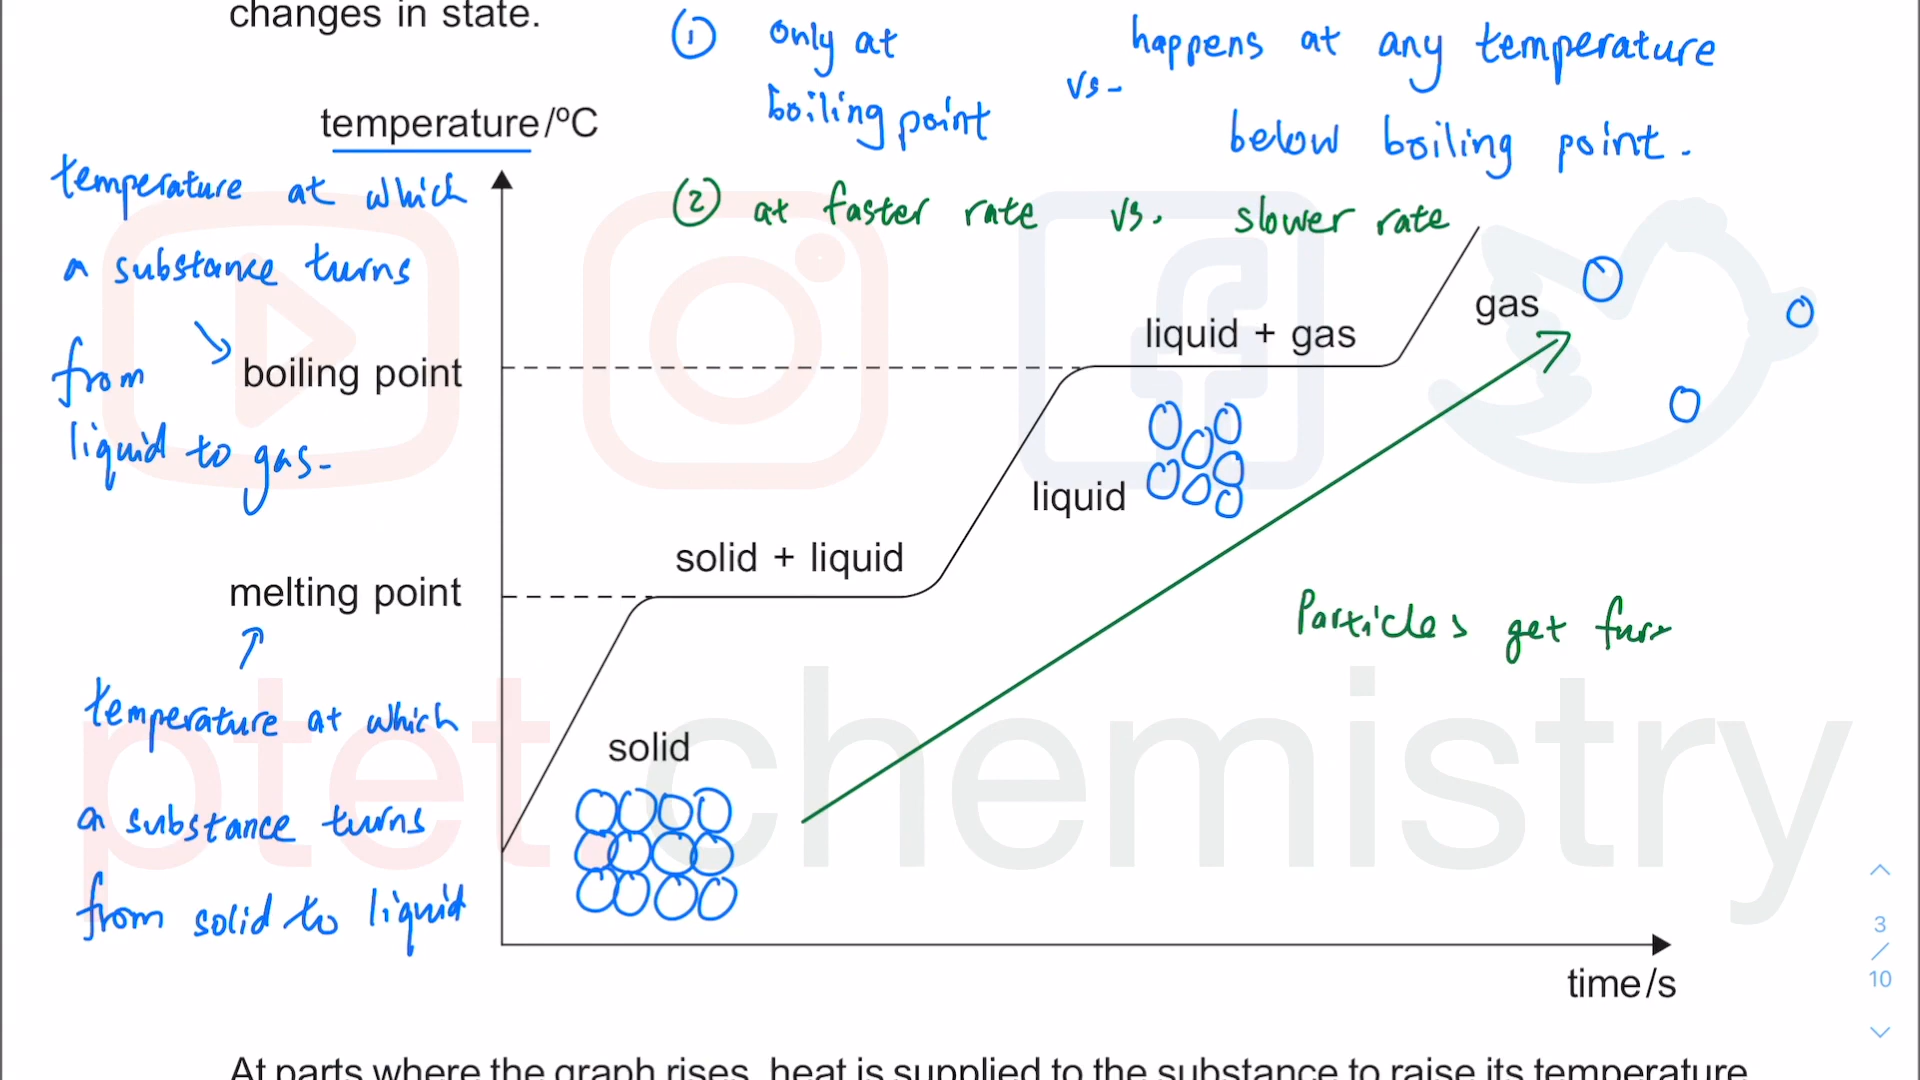 changes in state.
① only at
boiling point
vs.
happens at any temperature
below boiling point.
② at faster rate vs. slower rate
temperature/°C
temperature at which
a substance turns
from
liquid to gas.
boiling point
liquid + gas
gas
liquid
solid + liquid
melting point
Particles get fur
temperature at which
a substance turns
from solid to liquid
solid
ptet chemistry
time/s
3
/
10
At parts where the graph rises, heat is supplied to the substance to raise its temperature